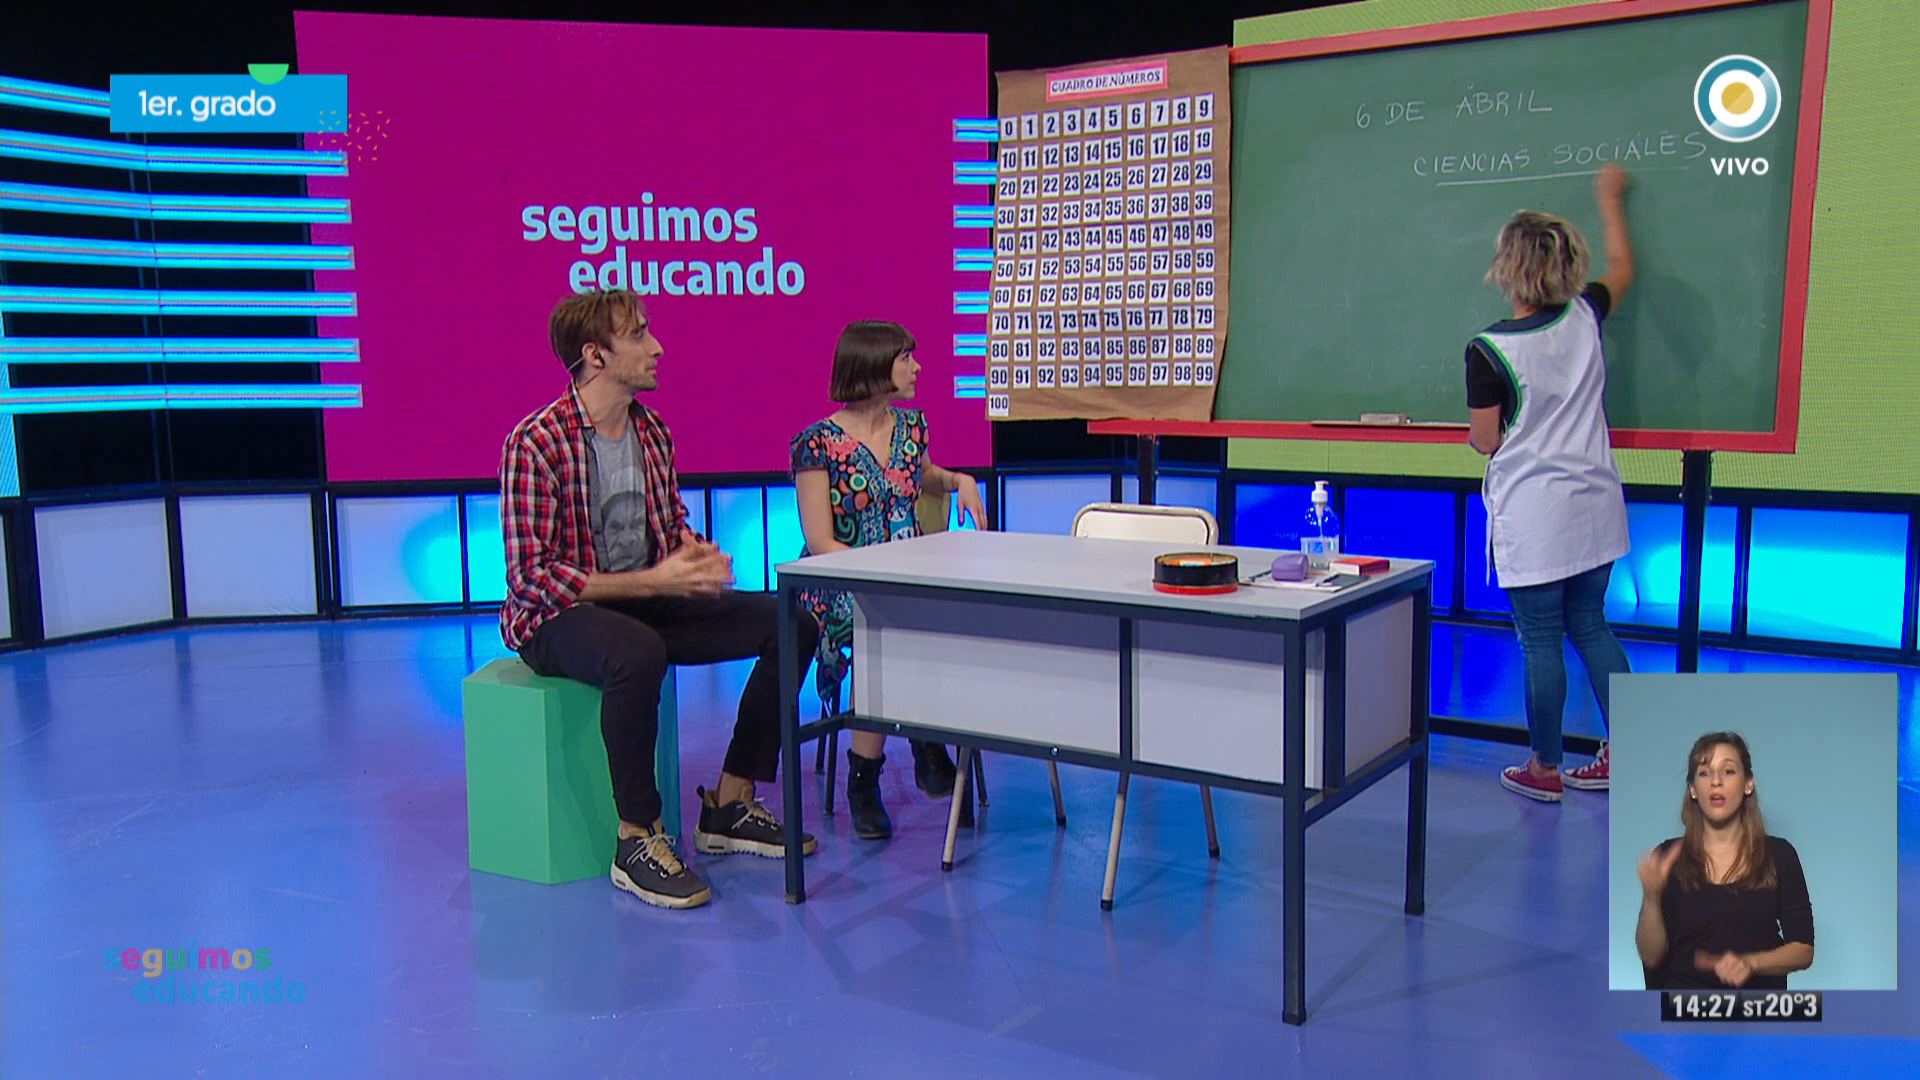 1er. grado
seguimos
educando
CUADRO DE NÚMEROS
0 1 2 3 4 5 6 7 8 9
10 11 12 13 14 15 16 17 18 19
20 21 22 23 24 25 26 27 28 29
30 31 32 33 34 35 36 37 38 39
40 41 42 43 44 45 46 47 48 49
50 51 52 53 54 55 56 57 58 59
60 61 62 63 64 65 66 67 68 69
70 71 72 73 74 75 76 77 78 79
80 81 82 83 84 85 86 87 88 89
90 91 92 93 94 95 96 97 98 99
100
6 DE ABRIL
CIENCIAS SOCIALES
VIVO
seguimos
educando
14:27 ST20°3